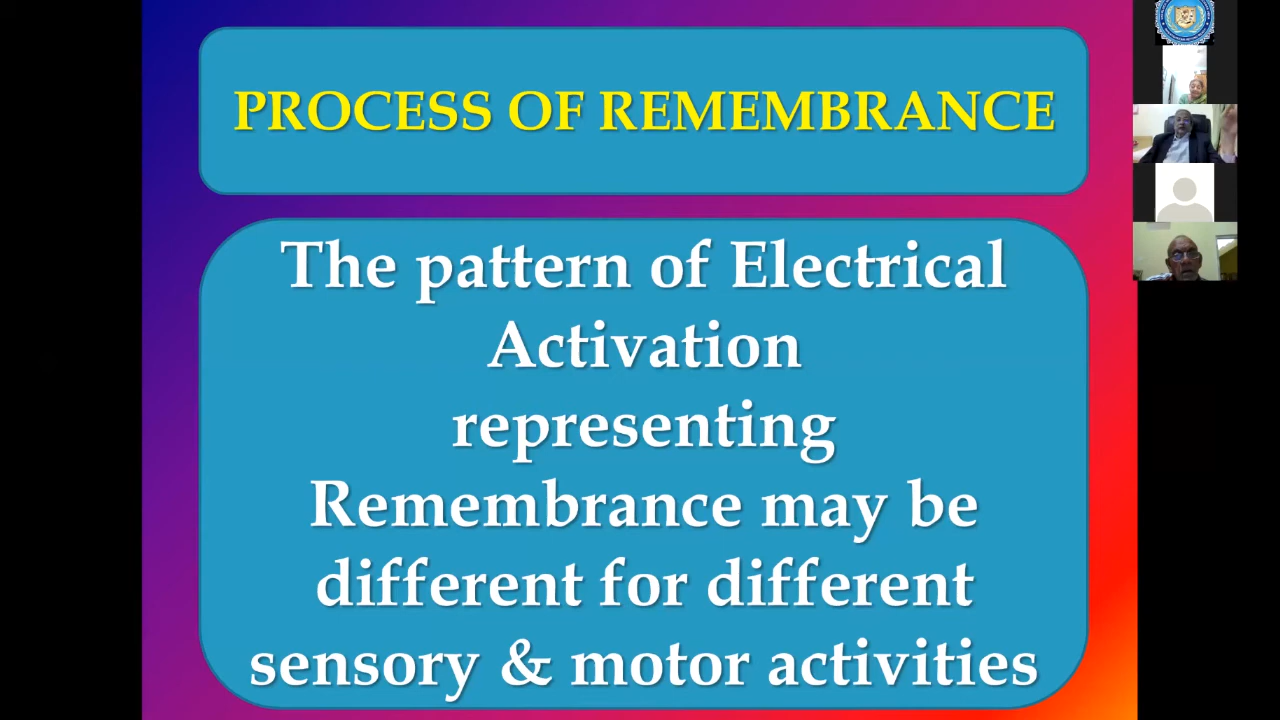 PROCESS OF REMEMBRANCE
The pattern of Electrical
Activation
representing
Remembrance may be
different for different
sensory & motor activities